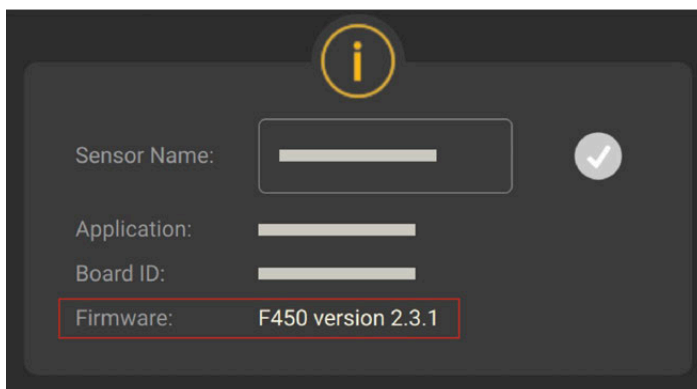 i
Sensor Name:
Application:
Board ID:
Firmware: F450 version 2.3.1